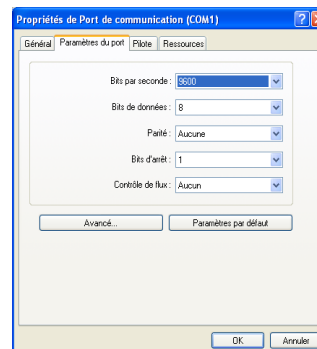 Propriétés de Port de communication (COM1)
Général Paramètres du port Pilote Ressources
Bits par seconde : 9600
Bits de données : 8
Parité : Aucune
Bits d'arrêt : 1
Contrôle de flux : Aucun
Avancé... Paramètres par défaut
OK Annuler